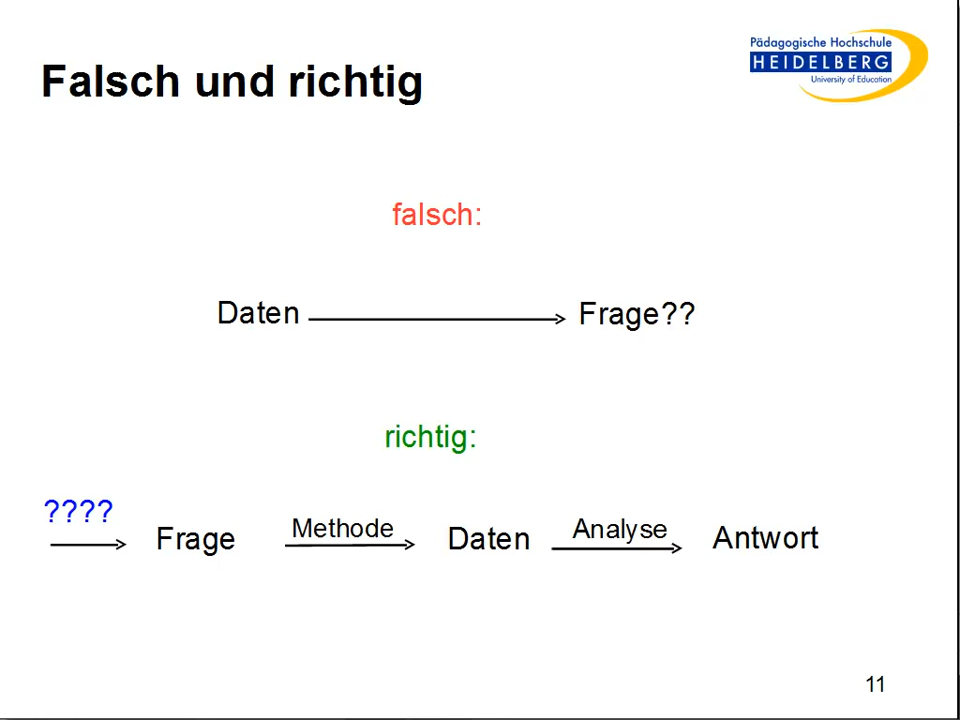 Pädagogische Hochschule
HEIDELBERG
University of Education
Falsch und richtig
falsch:
Daten Frage??
richtig:
???? Frage Methode Daten Analyse Antwort
11